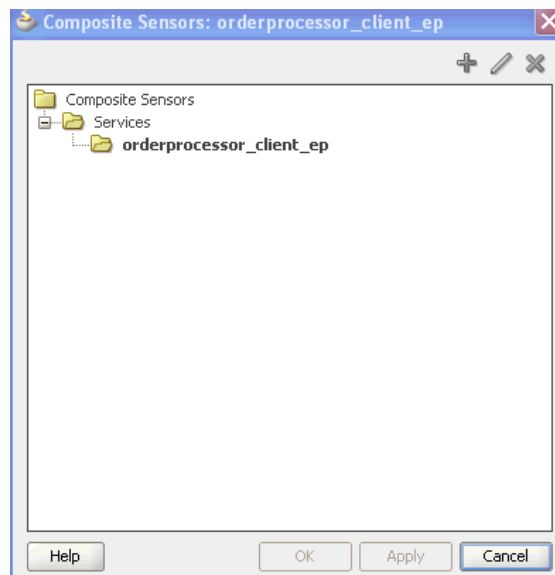 Composite Sensors: orderprocessor_client_ep
Composite Sensors
Services
orderprocessor_client_ep
Help
OK
Apply
Cancel